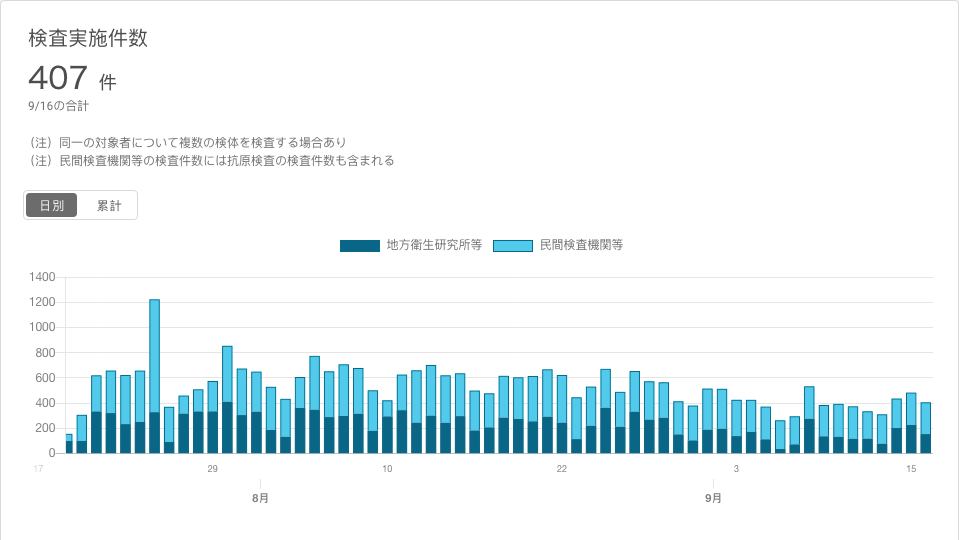 検査実施件数
407 件
9/16の合計
（注）同一の対象者について複数の検体を検査する場合あり
（注）民間検査機関等の検査件数には抗原検査の検査件数も含まれる
日別 累計
地方衛生研究所等 民間検査機関等
1400
1200
1000
800
600
400
200
0
17 29 10 22 3 15
8月 9月